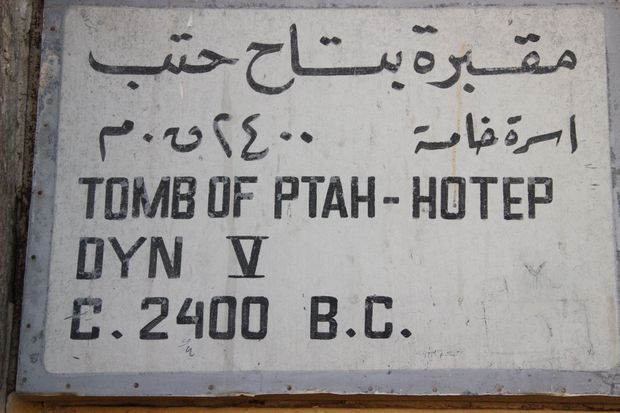 مقبرة بتاح حتب
اسرة خامسة ٢٤٠٠ ق.م
TOMB OF PTAH-HOTEP
DYN V
C. 2400 B.C.